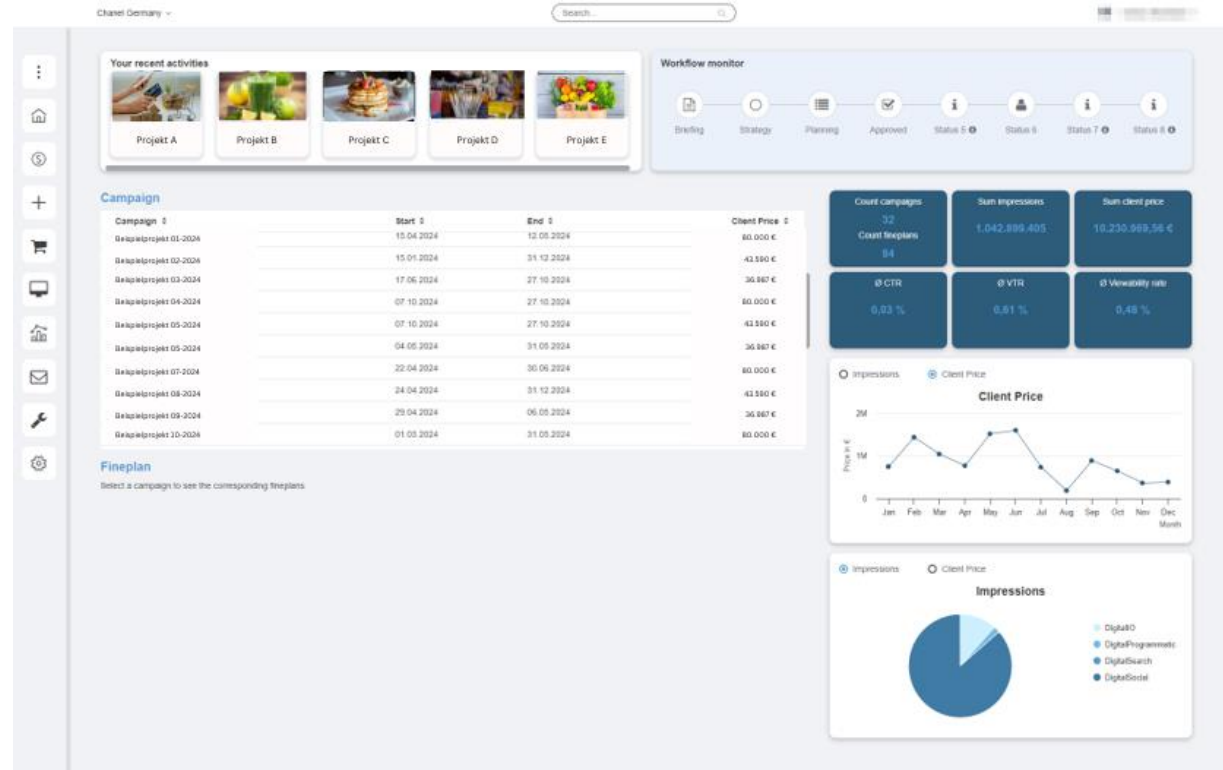 Chanel Germany
Search...
Your recent activities
Projekt A
Projekt B
Projekt C
Projekt D
Projekt E
Workflow monitor
Briefing
Strategy
Planning
Approved
Status 5
Status 6
Status 7
Status 8
Campaign
Campaign Start End Client Price
Beispielprojekt 01-2024 15.04.2024 12.05.2024 80.000 €
Beispielprojekt 02-2024 15.01.2024 31.12.2024 43.590 €
Beispielprojekt 03-2024 17.06.2024 27.10.2024 36.987 €
Beispielprojekt 04-2024 07.10.2024 27.10.2024 80.000 €
Beispielprojekt 05-2024 07.10.2024 27.10.2024 43.590 €
Beispielprojekt 05-2024 04.05.2024 31.05.2024 36.987 €
Beispielprojekt 07-2024 22.04.2024 30.06.2024 80.000 €
Beispielprojekt 08-2024 24.04.2024 31.12.2024 43.590 €
Beispielprojekt 09-2024 29.04.2024 06.05.2024 36.987 €
Beispielprojekt 10-2024 01.03.2024 31.05.2024 80.000 €
Fineplan
Select a campaign to see the corresponding fineplans
Count campaigns
32
Count fineplans
84
Sum impressions
1.042.899.405
Sum client price
10.230.969,56 €
Ø CTR
0,03 %
Ø VTR
0,61 %
Ø Viewability rate
0,48 %
Impressions
Client Price
Client Price
2M
1M
0
Price in €
Jan Feb Mar Apr May Jun Jul Aug Sep Oct Nov Dec
Month
Impressions
Client Price
Impressions
DigitalIO
DigitalProgrammatic
DigitalSearch
DigitalSocial